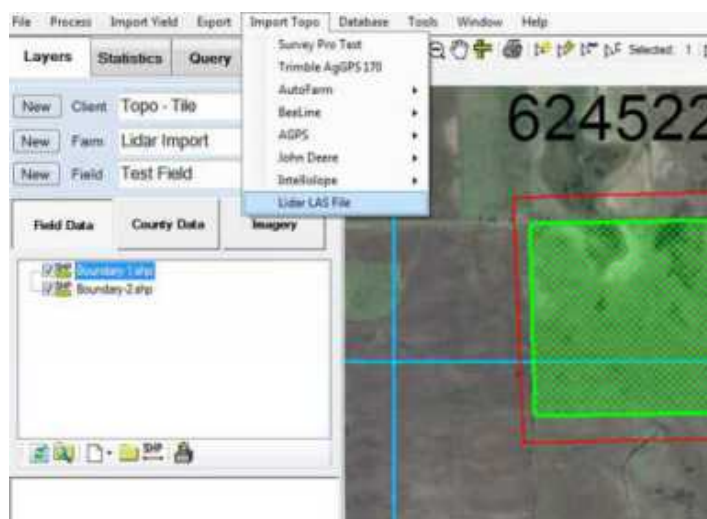 File Process Import Yield Export Import Topo Database Tools Window Help
Layers Statistics Query
Selected: 1
New Client Topo - Tile
New Farm Lidar Import
New Field Test Field
Survey Pro Text
Trimble AgGPS 170
AutoFarm
BeeLine
AGPS
John Deere
Intellislope
Lidar LAS File
Field Data County Data Imagery
Boundary-1.shp
Boundary-2.shp
SHP
624522